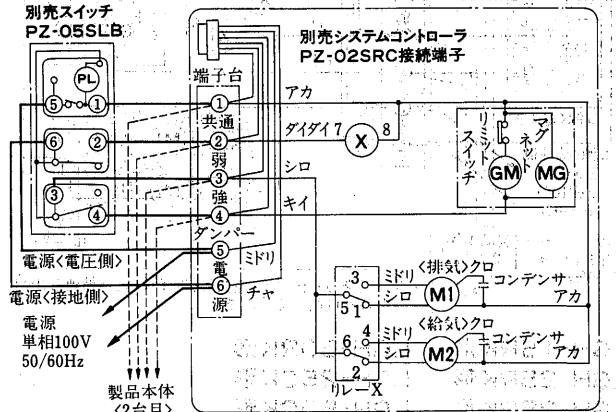 別売スイッチ
PZ-05SLB
PL
5
1
6
2
3
4
電源<電圧側>
電源<接地側>
電源
単相100V
50/60Hz
製品本体
<2台目>
別売システムコントローラ
PZ-02SRC接続端子
端子台
1
共通
2
弱
3
強
4
ダンパー
5
電
6
源
アカ
ダイダイ 7 X 8
シロ
キイ
ミドリ
チャ
リミット
スイッチ
マグ
ネット
GM
MG
3 ミドリ <排気>クロ コンデンサ
5 1 シロ M1 アカ
4 ミドリ <給気>クロ コンデンサ
6 シロ M2 アカ
2
リレーX